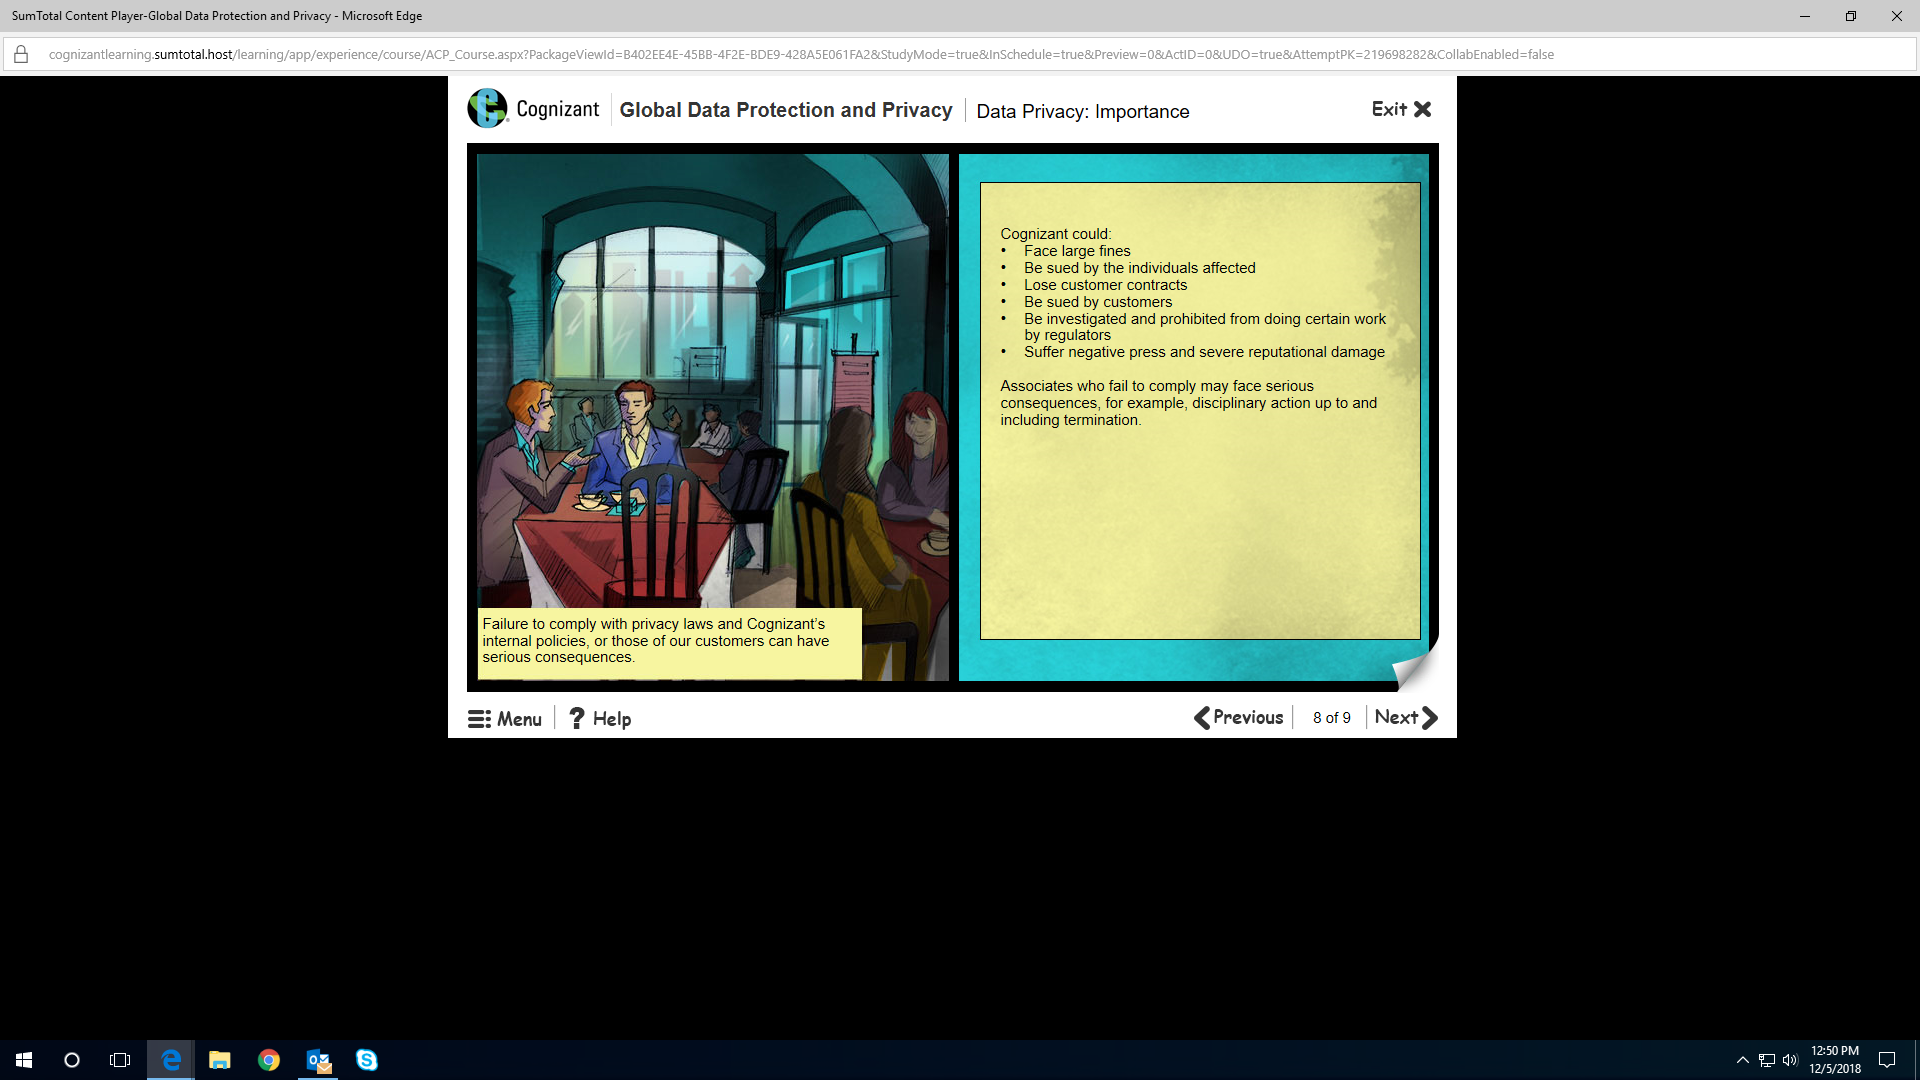 SumTotal Content Player-Global Data Protection and Privacy - Microsoft Edge
cognizantlearning.sumtotal.host/learning/app/experience/course/ACP_Course.aspx?PackageViewId=B402EE4E-45BB-4F2E-BDE9-428A5E061FA2&StudyMode=true&InSchedule=true&Preview=0&ActID=0&UDO=true&AttemptPK=219698282&CollabEnabled=false
Cognizant
Global Data Protection and Privacy
Data Privacy: Importance
Exit
Failure to comply with privacy laws and Cognizant's
internal policies, or those of our customers can have
serious consequences.
Cognizant could:
• Face large fines
• Be sued by the individuals affected
• Lose customer contracts
• Be sued by customers
• Be investigated and prohibited from doing certain work
by regulators
• Suffer negative press and severe reputational damage
Associates who fail to comply may face serious
consequences, for example, disciplinary action up to and
including termination.
Menu
? Help
Previous
8 of 9
Next
12:50 PM
12/5/2018